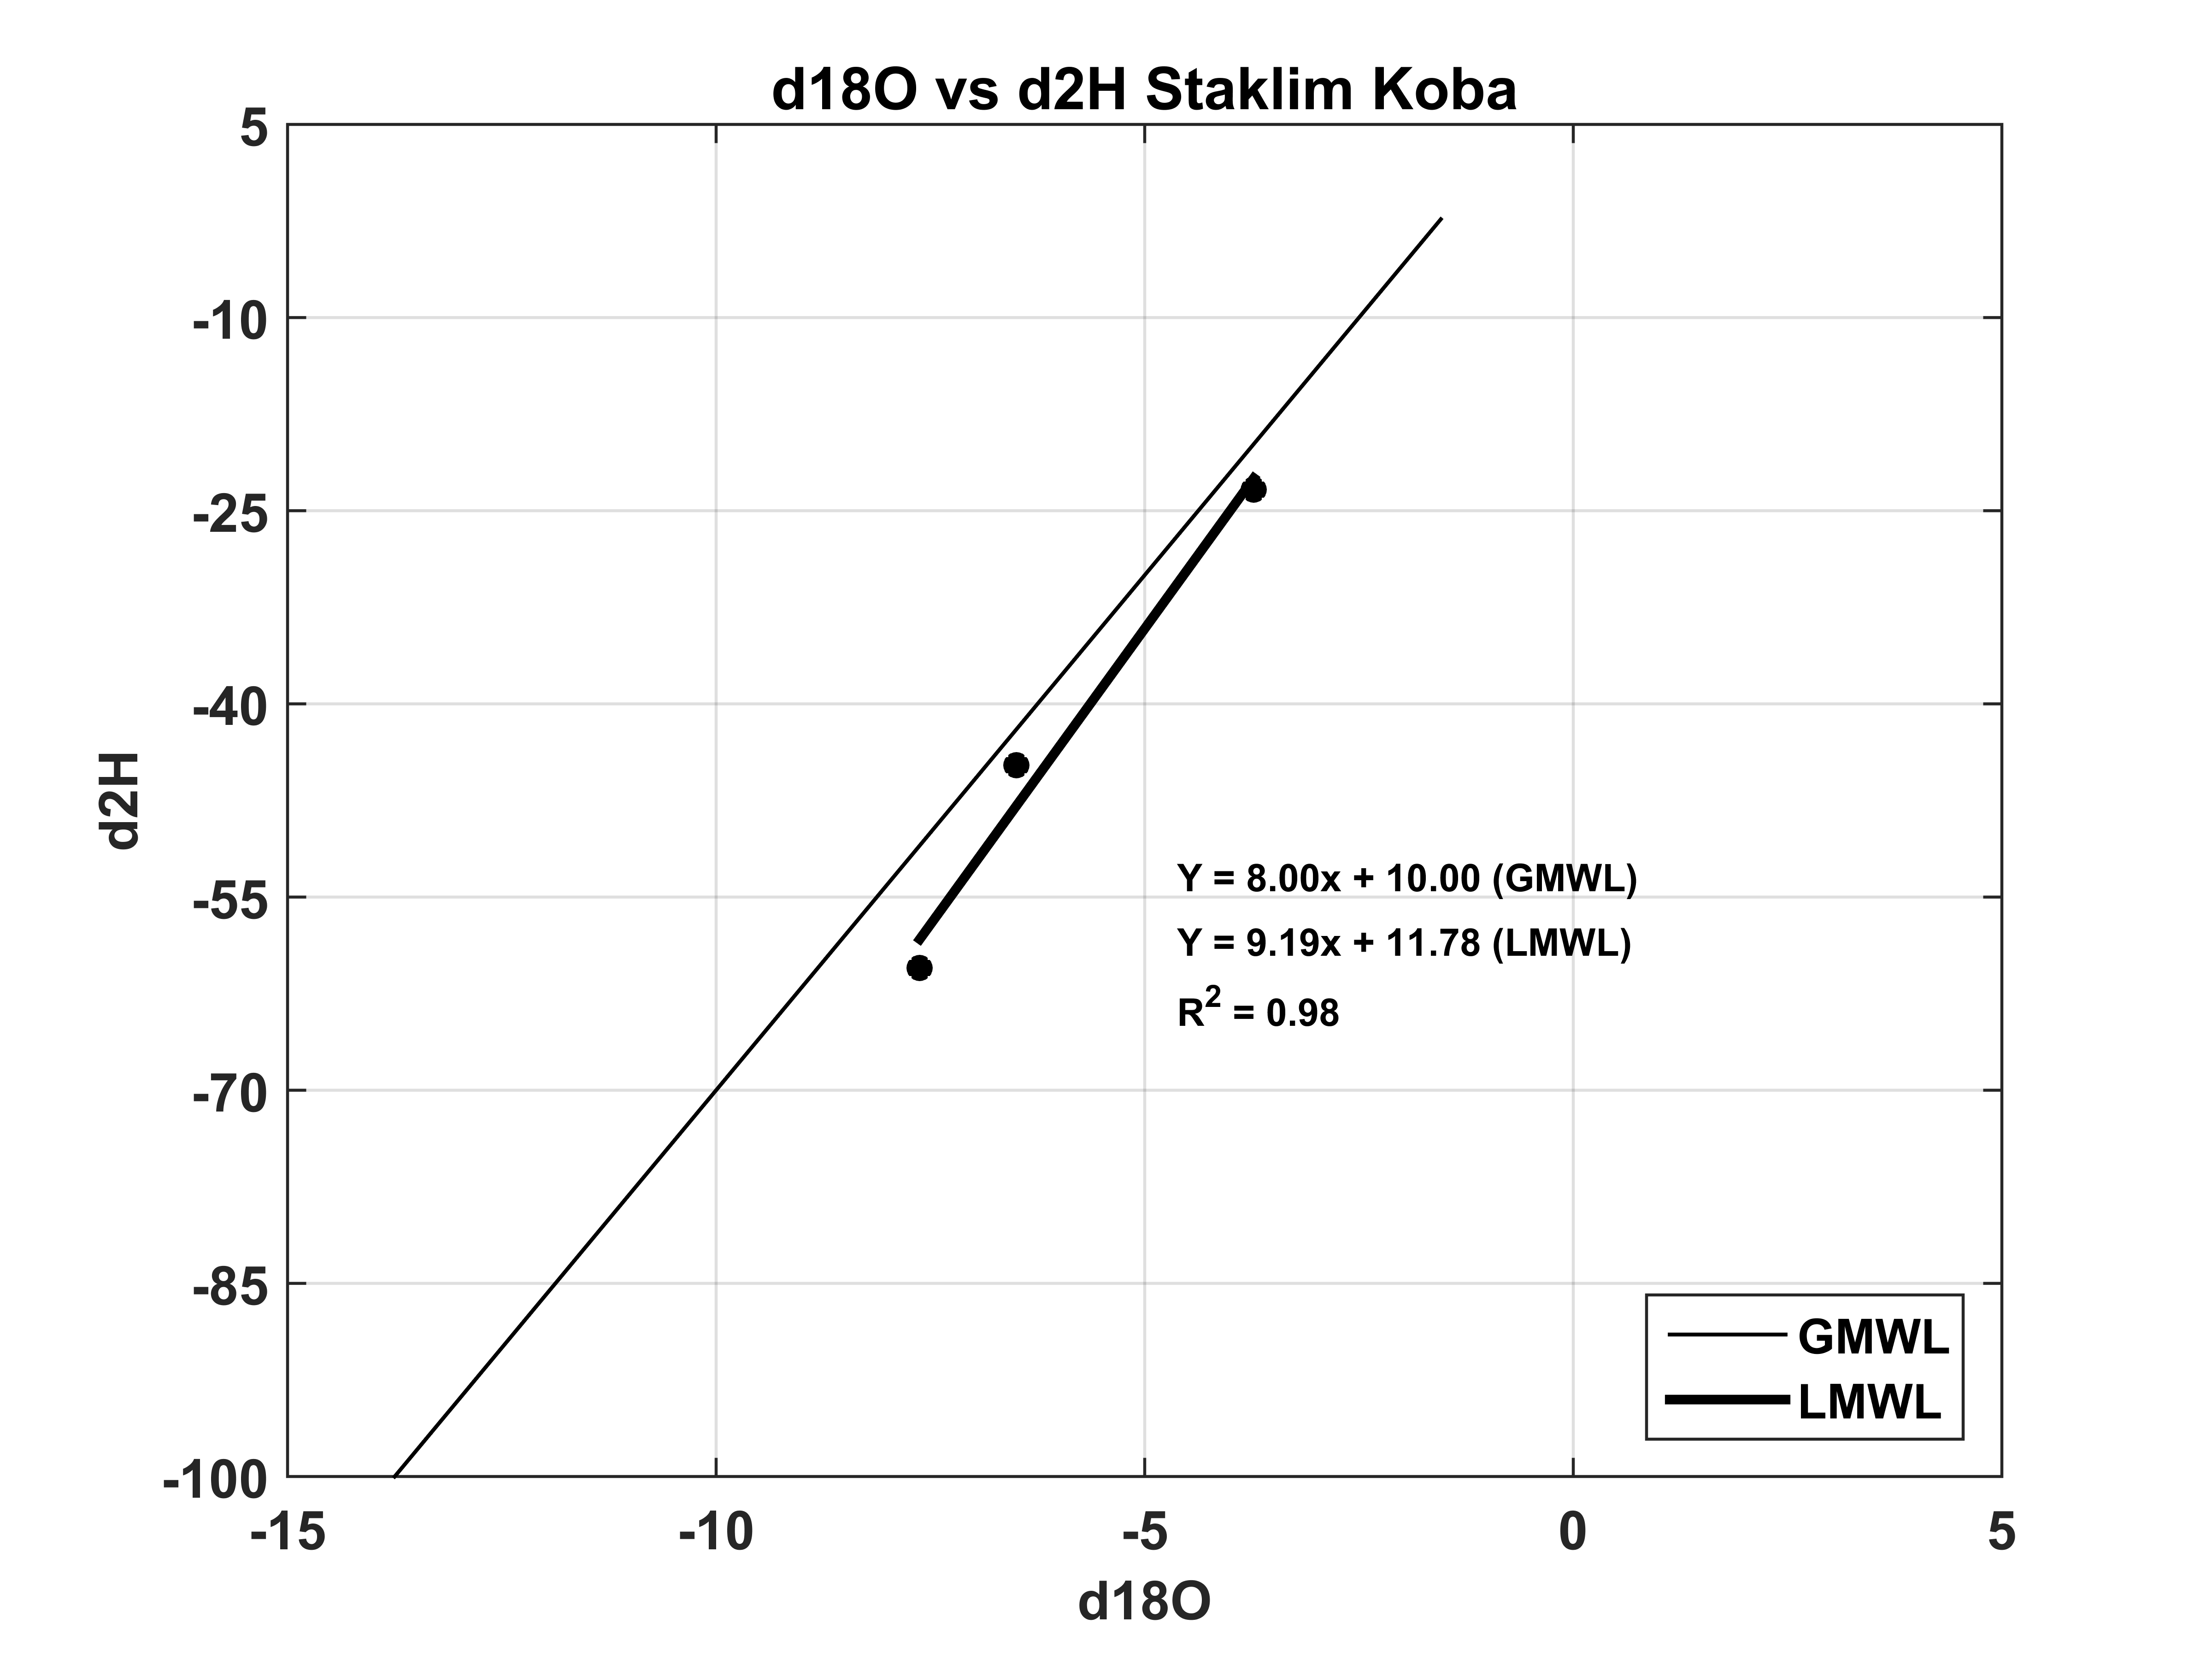 d18O vs d2H Staklim Koba
5
-10
-25
-40
-55
-70
-85
-100
d2H
Y = 8.00x + 10.00 (GMWL)
Y = 9.19x + 11.78 (LMWL)
R² = 0.98
GMWL
LMWL
-15 -10 -5 0 5
d18O